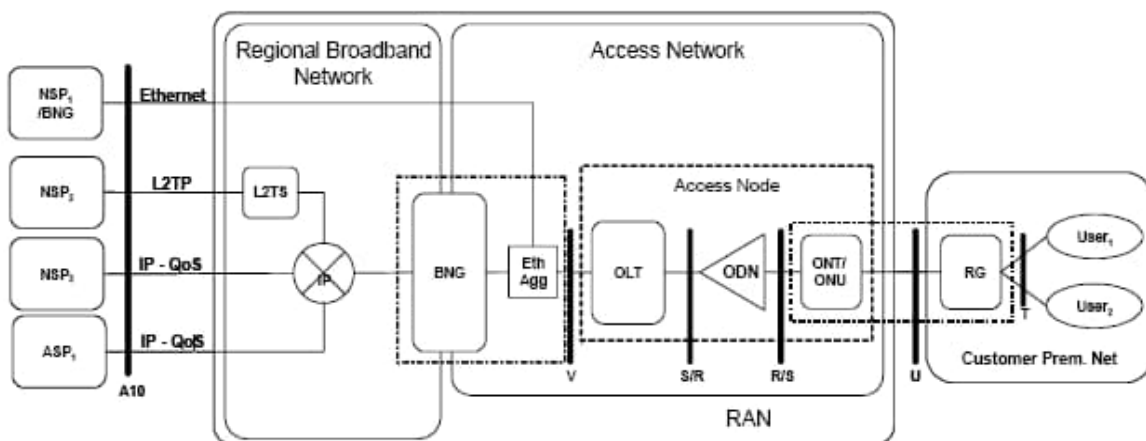 Regional Broadband
Network
Access Network
NSP₁
/BNG
Ethernet
NSP₂
L2TP
L2TS
Access Node
NSP₃
IP - QoS
IP
BNG
Eth
Agg
OLT
ODN
ONT/
ONU
RG
User₁
User₂
T
ASP₁
IP - QoS
A10
V
S/R
R/S
U
Customer Prem. Net
RAN